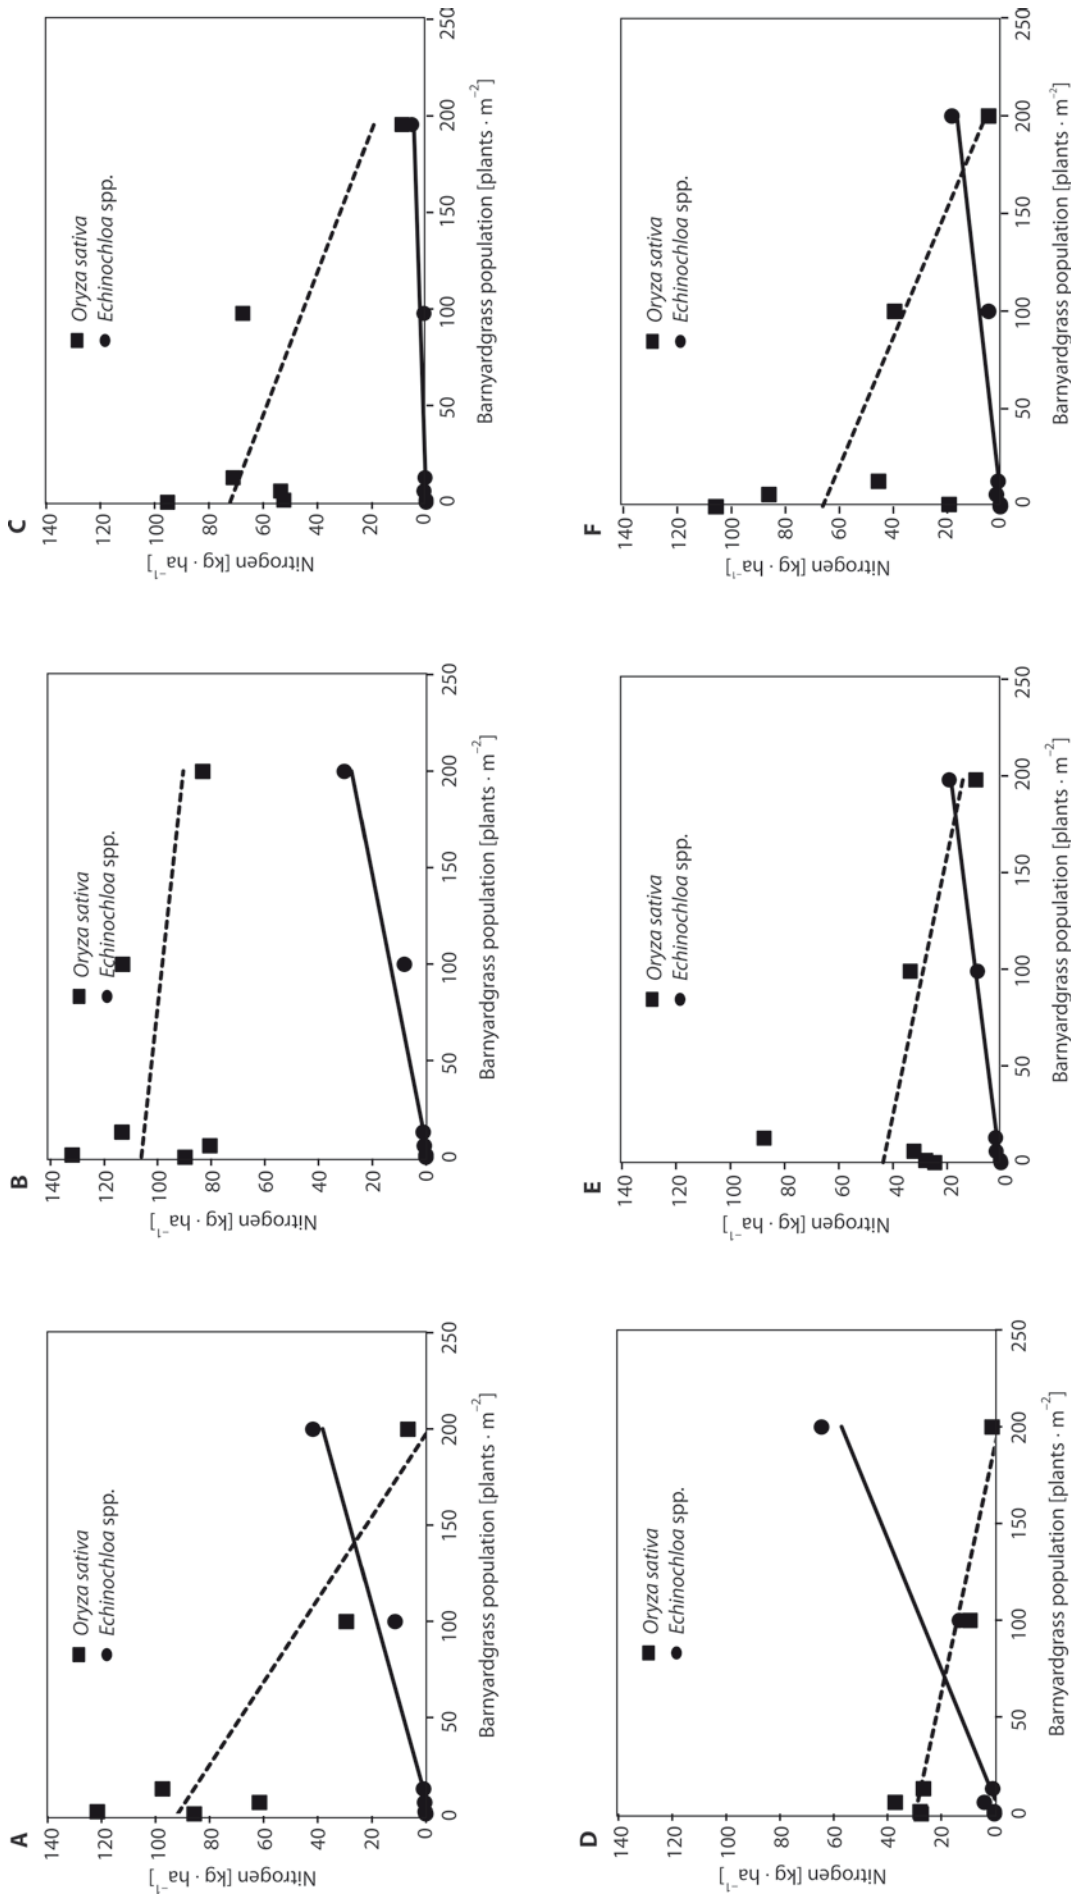 A
Nitrogen [kg · ha⁻¹]
140
120
100
80
60
40
20
0
Oryza sativa
Echinochloa spp.
0 50 100 150 200 250
Barnyardgrass population [plants · m⁻²]
B
Nitrogen [kg · ha⁻¹]
140
120
100
80
60
40
20
0
Oryza sativa
Echinochloa spp.
0 50 100 150 200 250
Barnyardgrass population [plants · m⁻²]
C
Nitrogen [kg · ha⁻¹]
140
120
100
80
60
40
20
0
Oryza sativa
Echinochloa spp.
0 50 100 150 200 250
Barnyardgrass population [plants · m⁻²]
D
Nitrogen [kg · ha⁻¹]
140
120
100
80
60
40
20
0
Oryza sativa
Echinochloa spp.
0 50 100 150 200 250
Barnyardgrass population [plants · m⁻²]
E
Nitrogen [kg · ha⁻¹]
140
120
100
80
60
40
20
0
Oryza sativa
Echinochloa spp.
0 50 100 150 200 250
Barnyardgrass population [plants · m⁻²]
F
Nitrogen [kg · ha⁻¹]
140
120
100
80
60
40
20
0
Oryza sativa
Echinochloa spp.
0 50 100 150 200 250
Barnyardgrass population [plants · m⁻²]